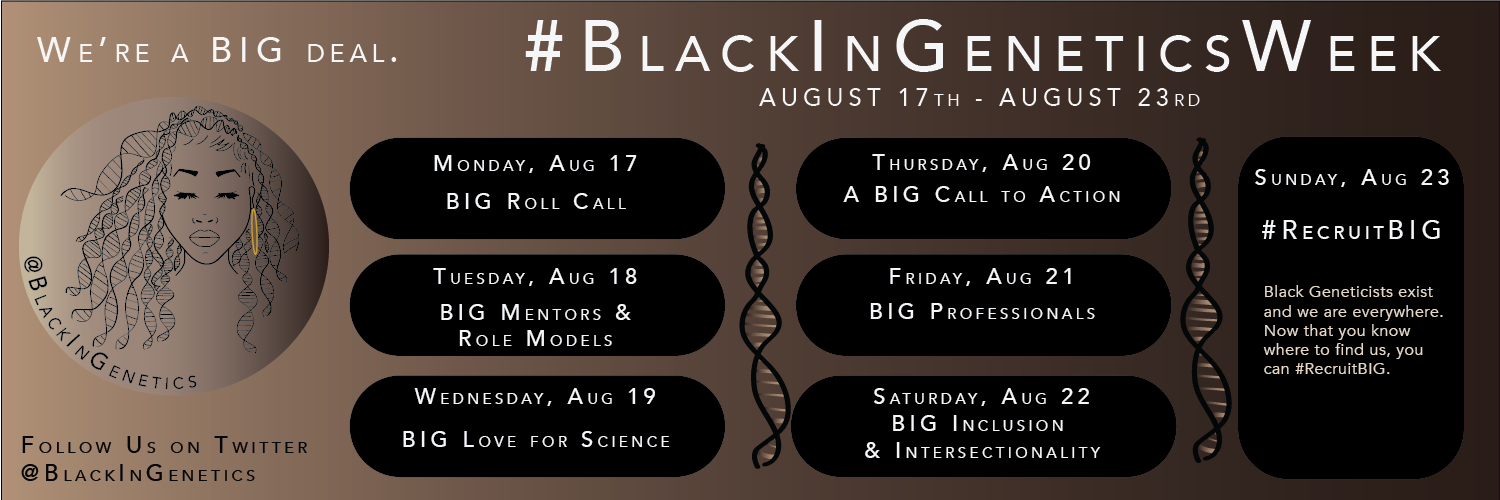 We're a BIG deal.
#BlackInGeneticsWeek
August 17th - August 23rd
@BlackInGenetics
Follow Us on Twitter
@BlackInGenetics
Monday, Aug 17
BIG Roll Call
Tuesday, Aug 18
BIG Mentors &
Role Models
Wednesday, Aug 19
BIG Love for Science
Thursday, Aug 20
A BIG Call to Action
Friday, Aug 21
BIG Professionals
Saturday, Aug 22
BIG Inclusion
& Intersectionality
Sunday, Aug 23
#RecruitBIG
Black Geneticists exist
and we are everywhere.
Now that you know
where to find us, you
can #RecruitBIG.